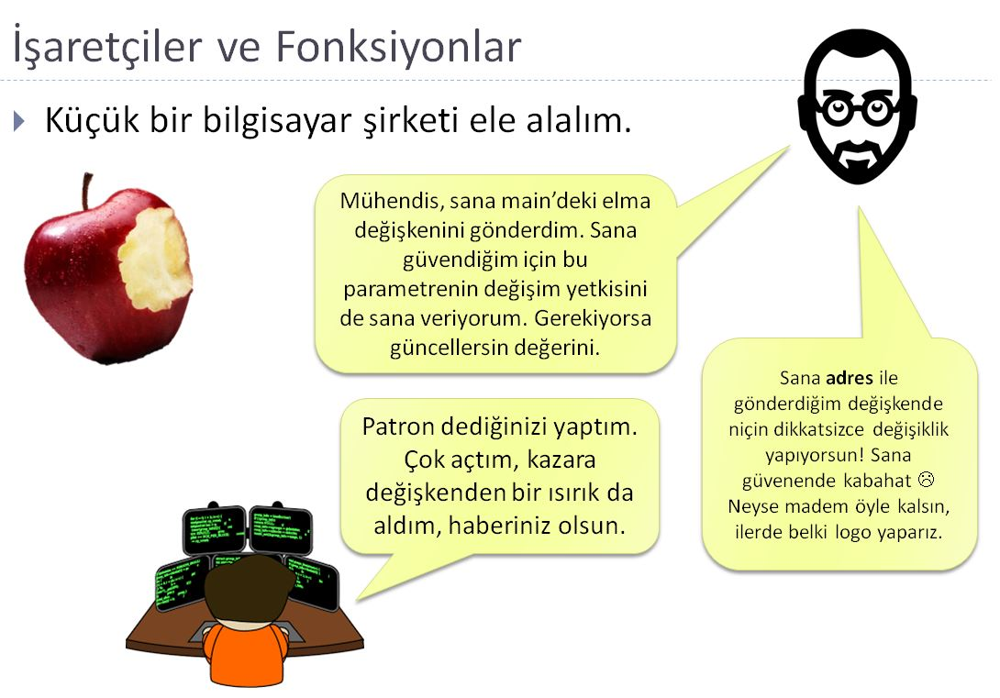 İşaretçiler ve Fonksiyonlar
Küçük bir bilgisayar şirketi ele alalım.
Mühendis, sana main’deki elma
değişkenini gönderdim. Sana
güvendiğim için bu
parametrenin değişim yetkisini
de sana veriyorum. Gerekiyorsa
güncellersin değerini.
Patron dediğinizi yaptım.
Çok açtım, kazara
değişkenden bir ısırık da
aldım, haberiniz olsun.
Sana adres ile
gönderdiğim değişkende
niçin dikkatsizce değişiklik
yapıyorsun! Sana
güvenende kabahat ☹
Neyse madem öyle kalsın,
ilerde belki logo yaparız.